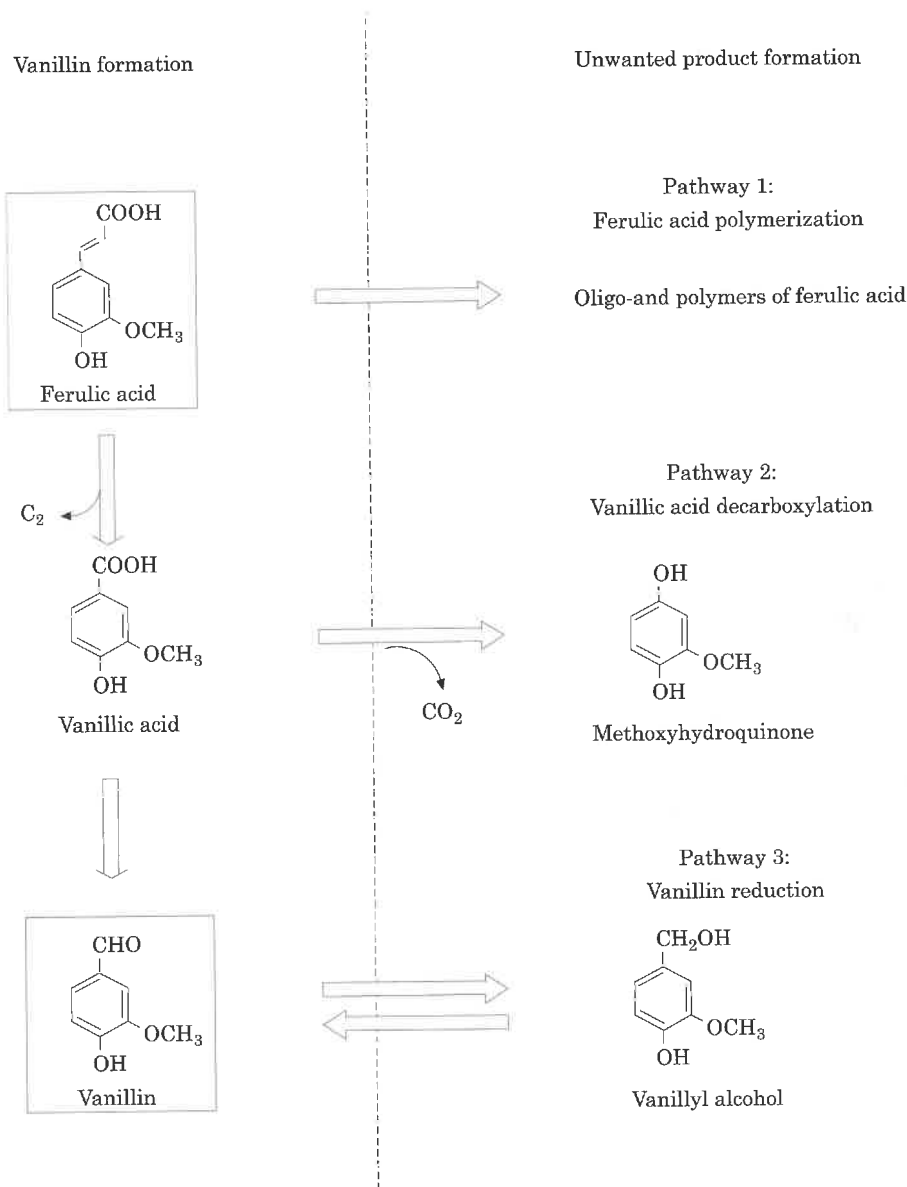 Vanillin formation
Unwanted product formation
Pathway 1:
Ferulic acid polymerization
COOH
OCH₃
OH
Ferulic acid
Oligo-and polymers of ferulic acid
Pathway 2:
Vanillic acid decarboxylation
C₂
COOH
OCH₃
OH
Vanillic acid
CO₂
OH
OCH₃
OH
Methoxyhydroquinone
Pathway 3:
Vanillin reduction
CHO
OCH₃
OH
Vanillin
CH₂OH
OCH₃
OH
Vanillyl alcohol